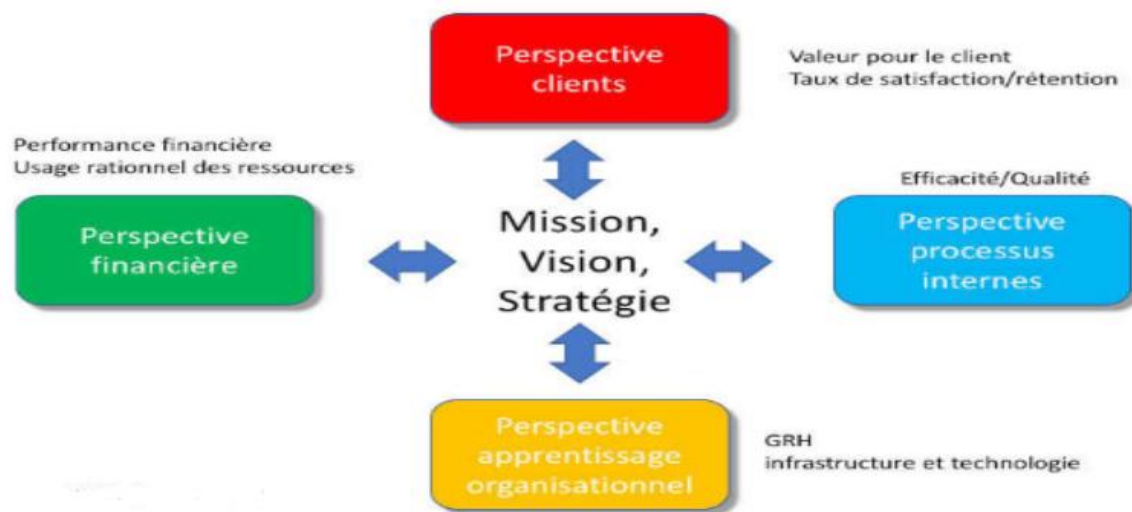 Perspective
clients
Valeur pour le client
Taux de satisfaction/rétention
Performance financière
Usage rationnel des ressources
Perspective
financière
Mission,
Vision,
Stratégie
Efficacité/Qualité
Perspective
processus
internes
Perspective
apprentissage
organisationnel
GRH
infrastructure et technologie